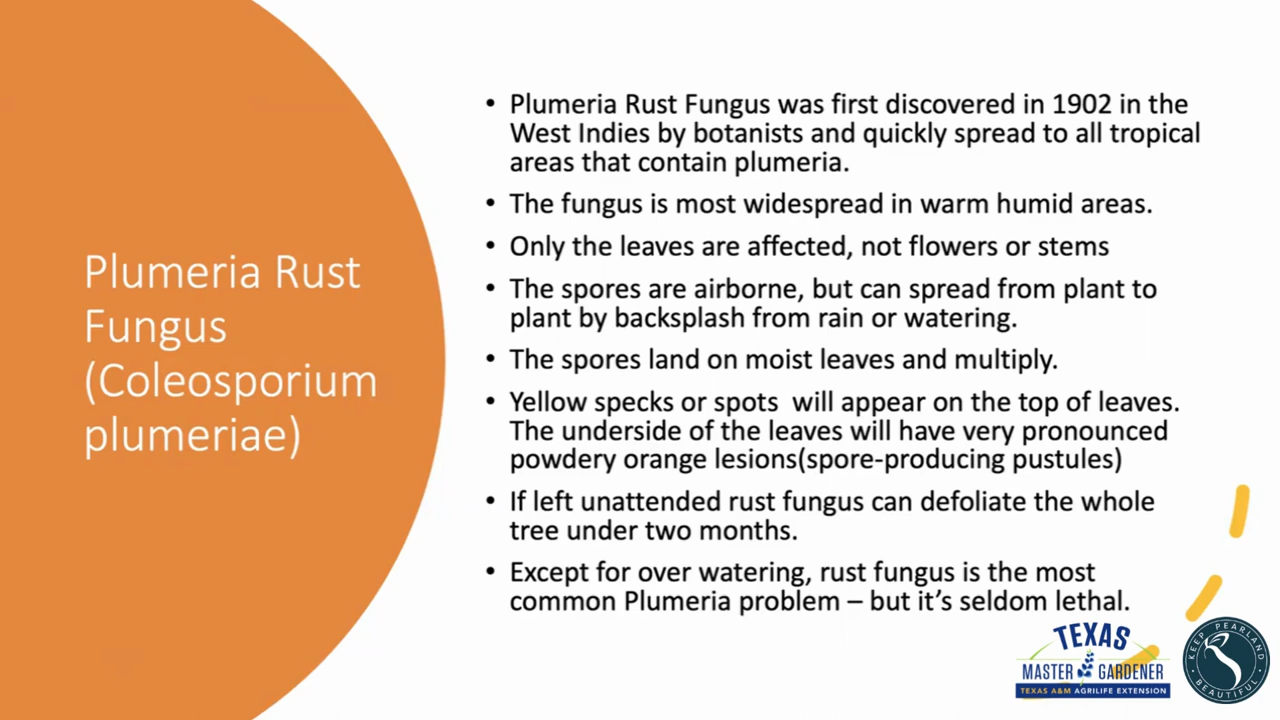 Plumeria Rust
Fungus
(Coleosporium
plumeriae)
• Plumeria Rust Fungus was first discovered in 1902 in the
West Indies by botanists and quickly spread to all tropical
areas that contain plumeria.
• The fungus is most widespread in warm humid areas.
• Only the leaves are affected, not flowers or stems
• The spores are airborne, but can spread from plant to
plant by backsplash from rain or watering.
• The spores land on moist leaves and multiply.
• Yellow specks or spots  will appear on the top of leaves.
The underside of the leaves will have very pronounced
powdery orange lesions(spore-producing pustules)
• If left unattended rust fungus can defoliate the whole
tree under two months.
• Except for over watering, rust fungus is the most
common Plumeria problem – but it's seldom lethal.
TEXAS
MASTER GARDENER
TEXAS A&M AGRILIFE EXTENSION
KEEP PEARLAND
BEAUTIFUL